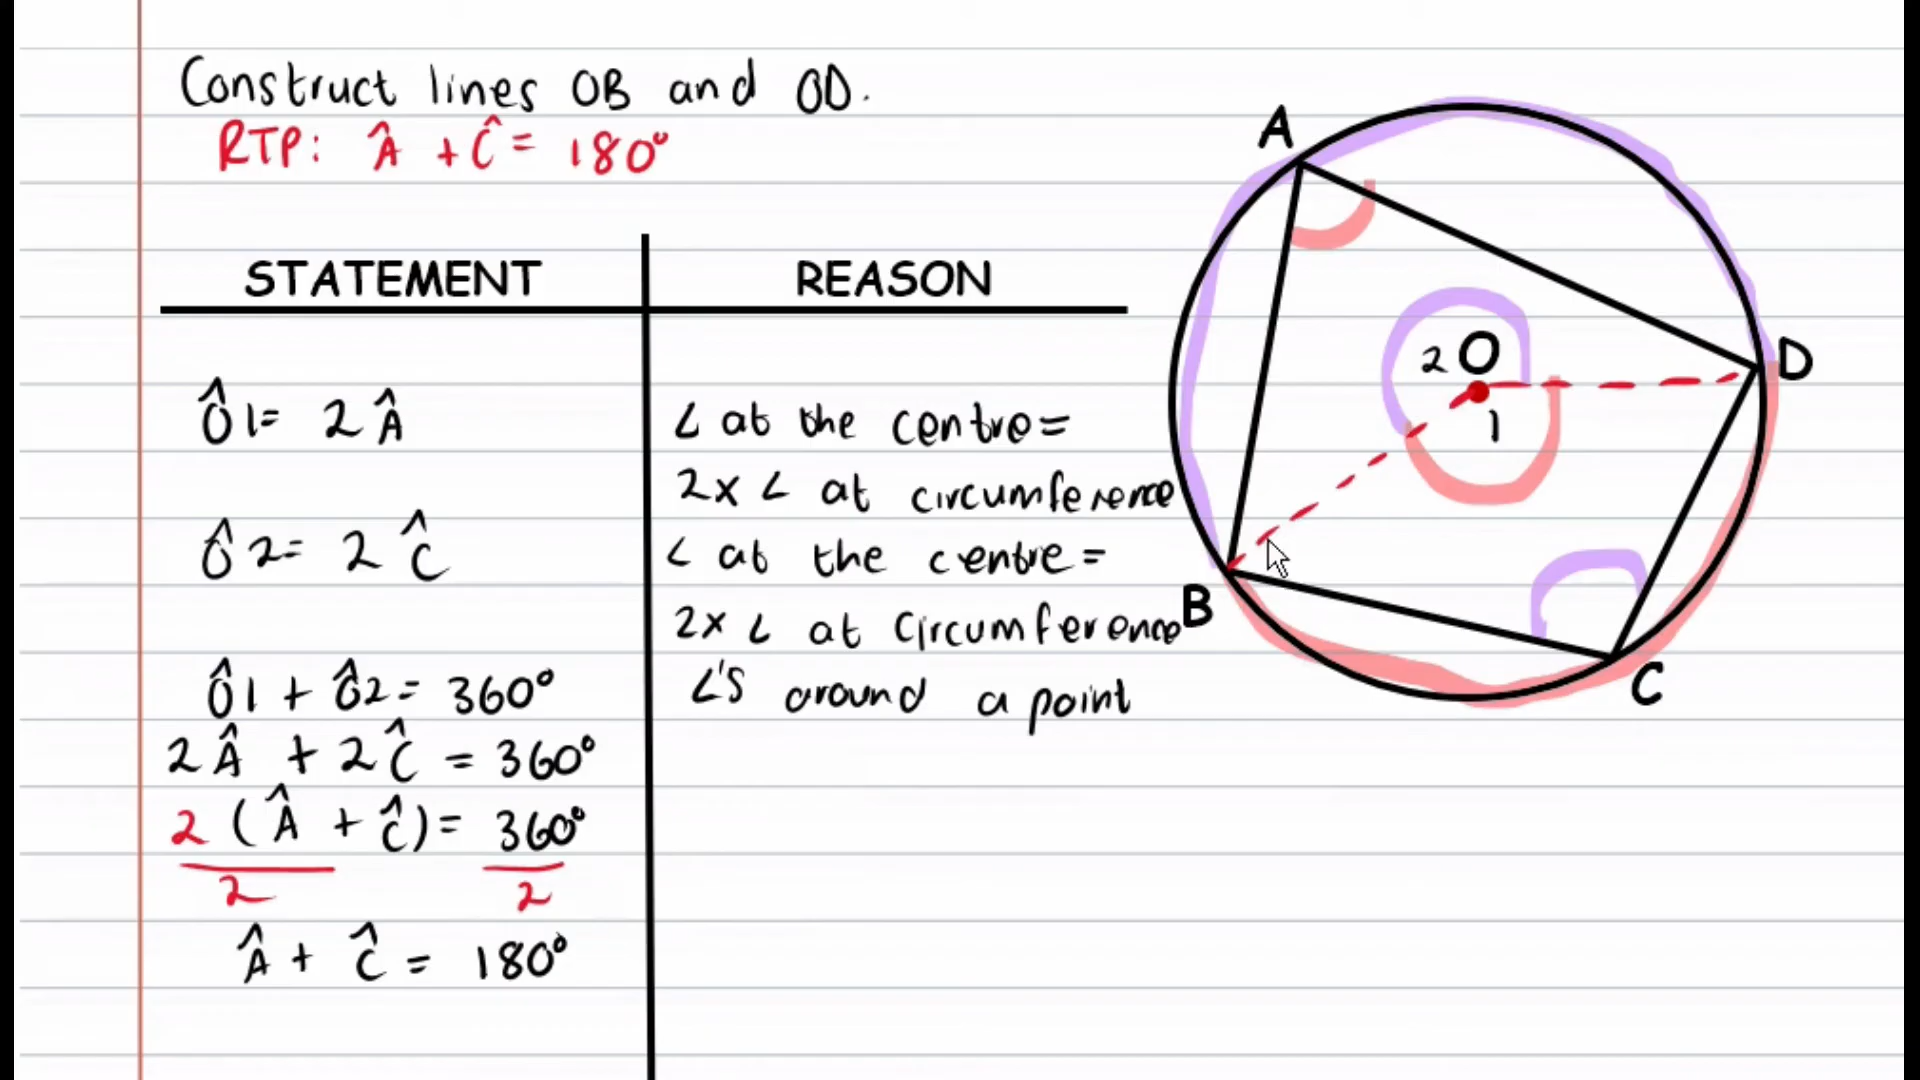 Construct lines OB and OD.
RTP: Â + Ĉ = 180°
STATEMENT
REASON
Ô1 = 2Â
∠ at the centre =
2x ∠ at circumference
Ô2 = 2Ĉ
∠ at the centre =
2x ∠ at circumference
Ô1 + Ô2 = 360°
∠'s around a point
2Â + 2Ĉ = 360°
2 (Â + Ĉ) = 360°
2 2
Â + Ĉ = 180°
A
2 O
D
1
B
C